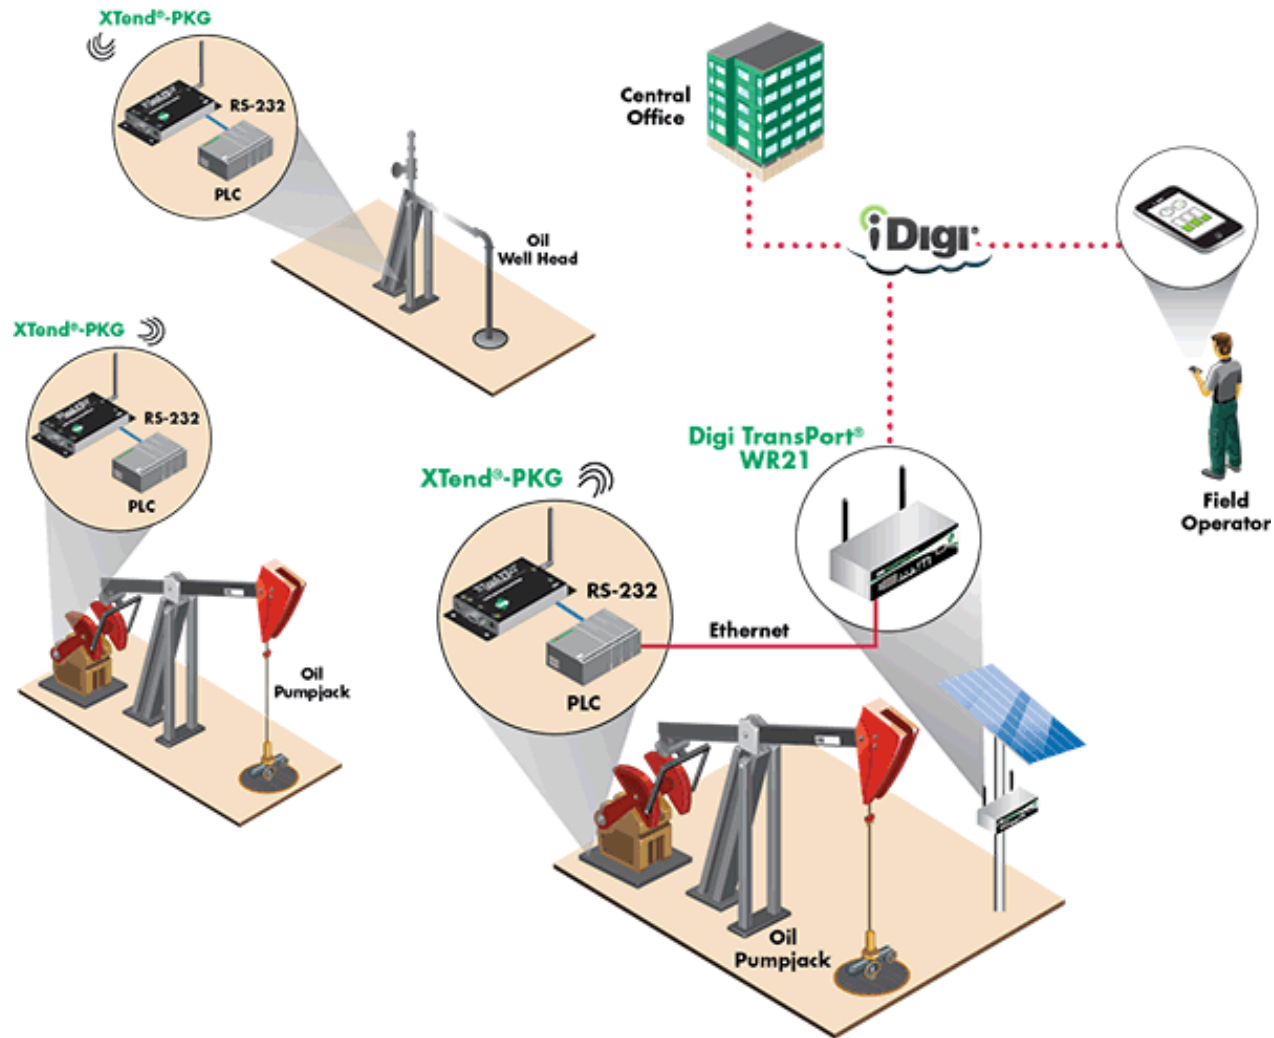 XTend®-PKG
RS-232
PLC
Oil
Well Head
Central
Office
iDigi®
XTend®-PKG
RS-232
PLC
Oil
Pumpjack
Digi TransPort®
WR21
XTend®-PKG
RS-232
PLC
Ethernet
Field
Operator
Oil
Pumpjack